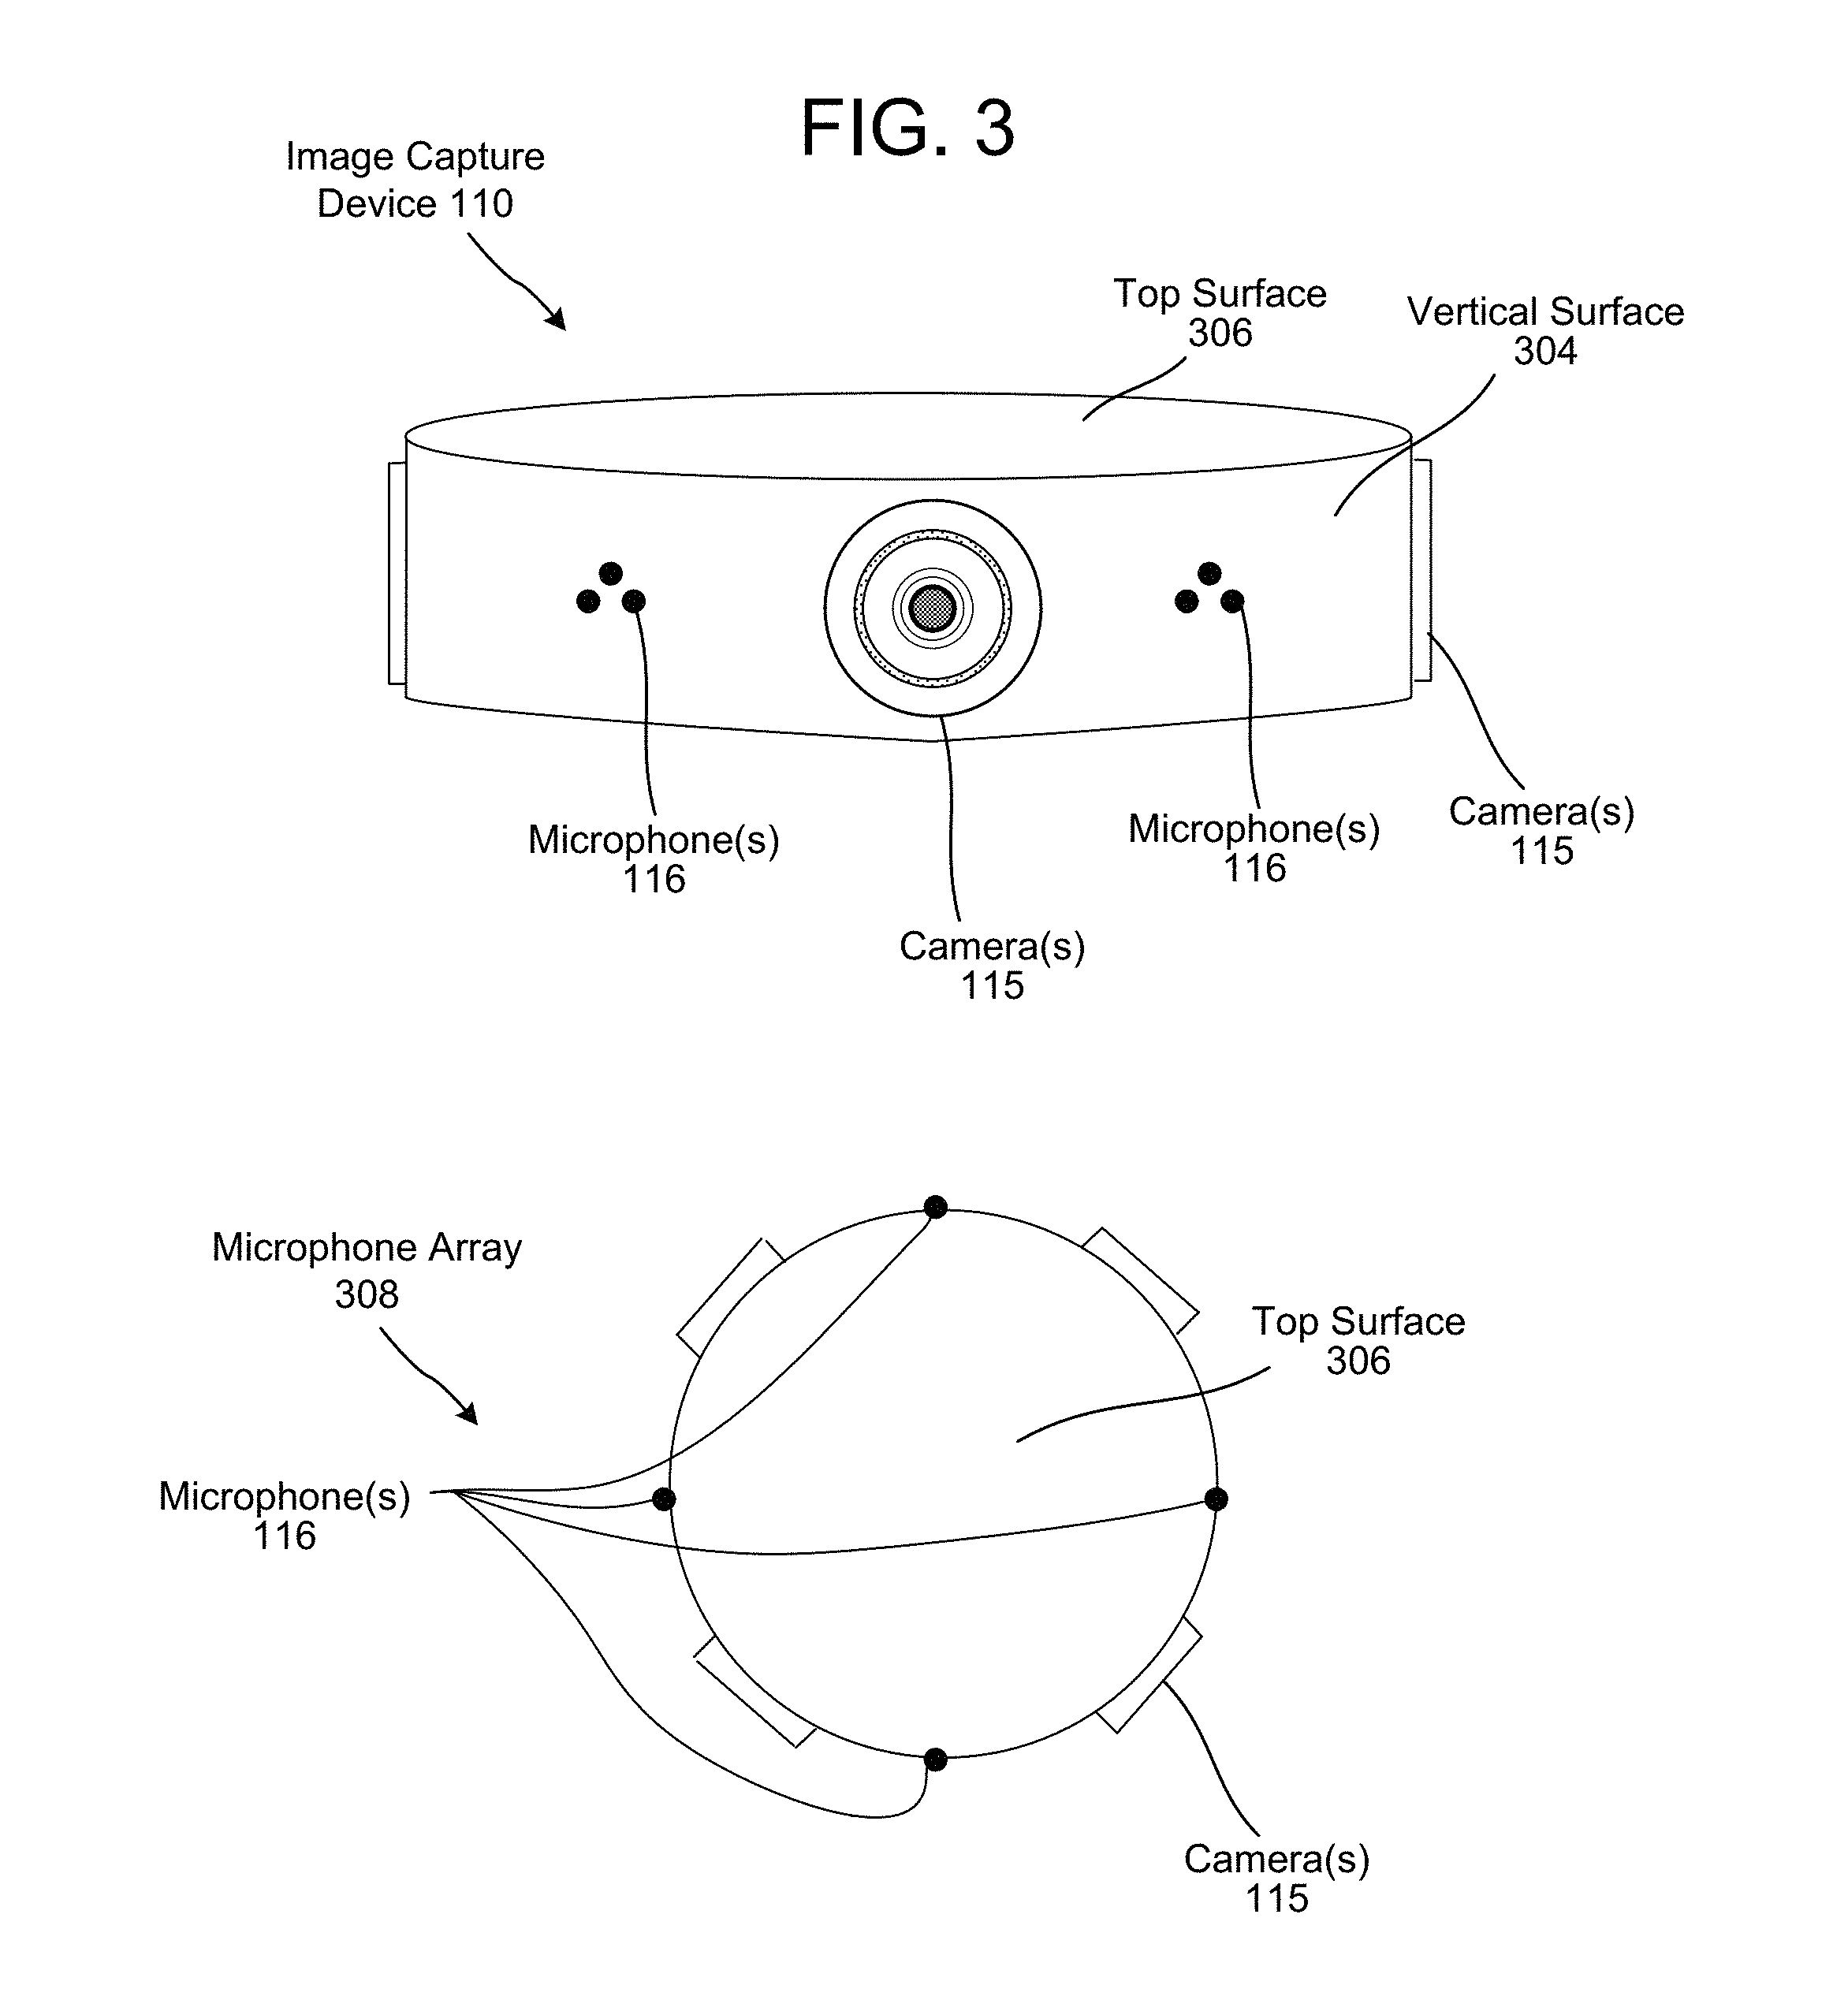 FIG. 3
Image Capture
Device 110
Top Surface
306
Vertical Surface
304
Microphone(s)
116
Microphone(s)
116
Camera(s)
115
Camera(s)
115
Microphone Array
308
Top Surface
306
Microphone(s)
116
Camera(s)
115